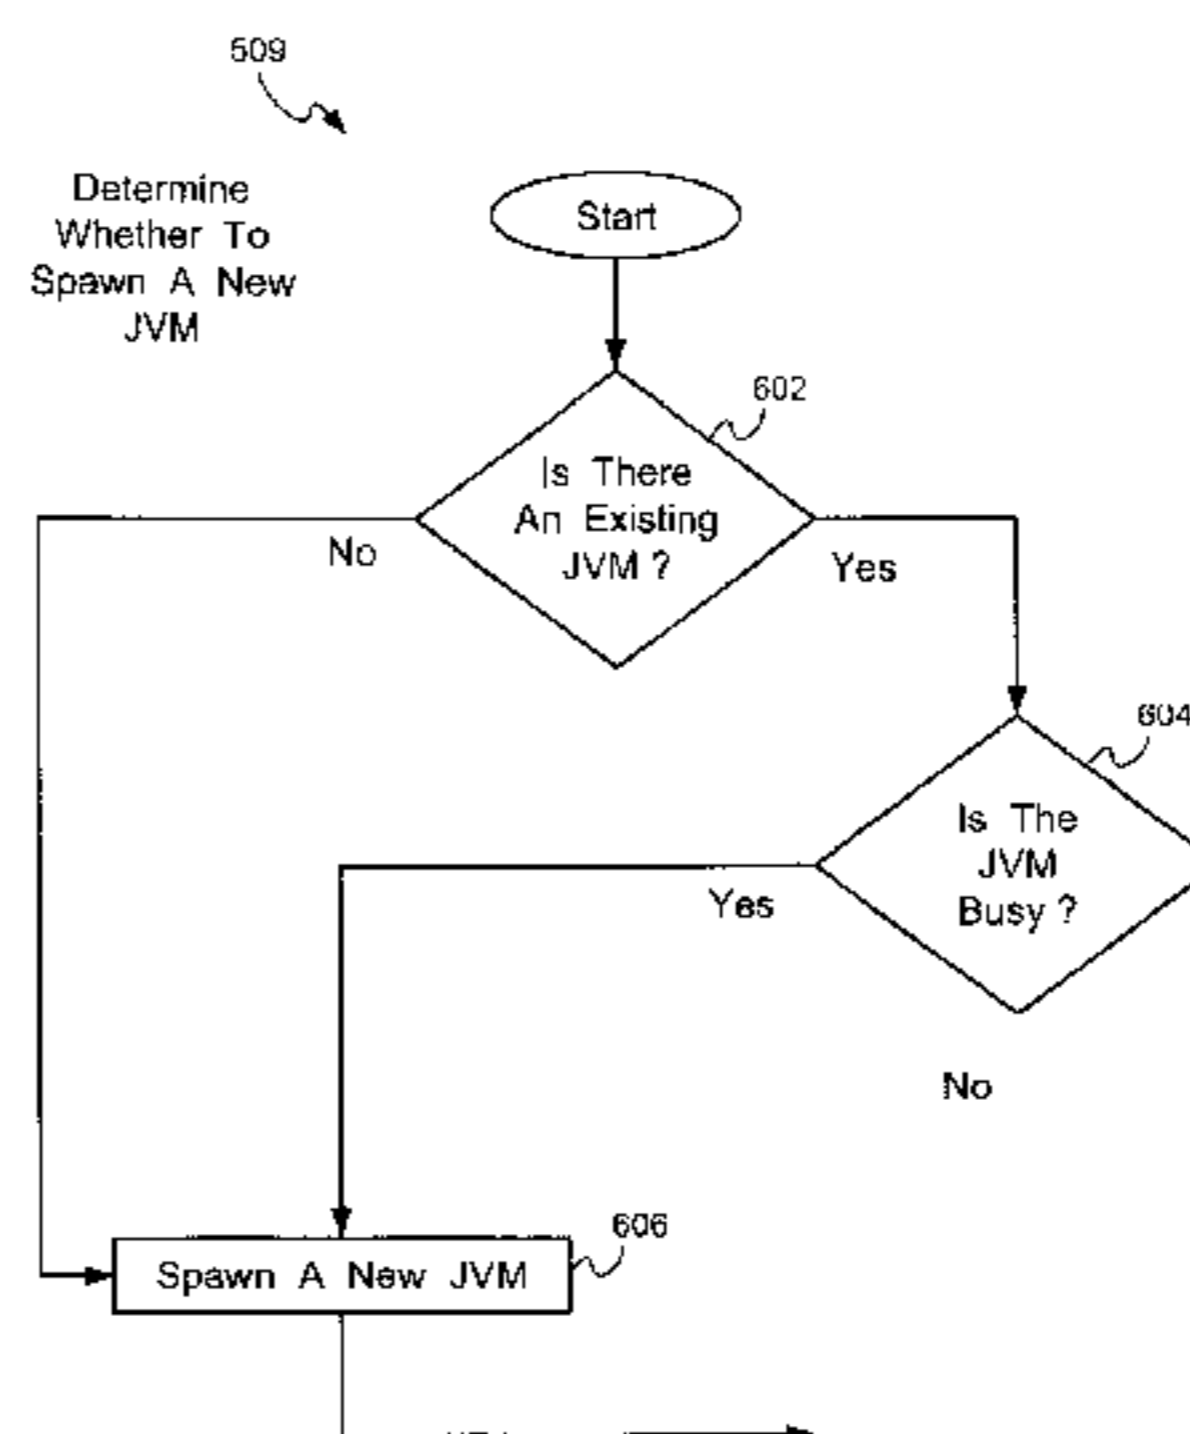 509
Determine
Whether To
Spawn A New
JVM
Start
602
Is There
An Existing
JVM ?
No
Yes
604
Is The
JVM
Busy ?
Yes
No
606
Spawn A New JVM